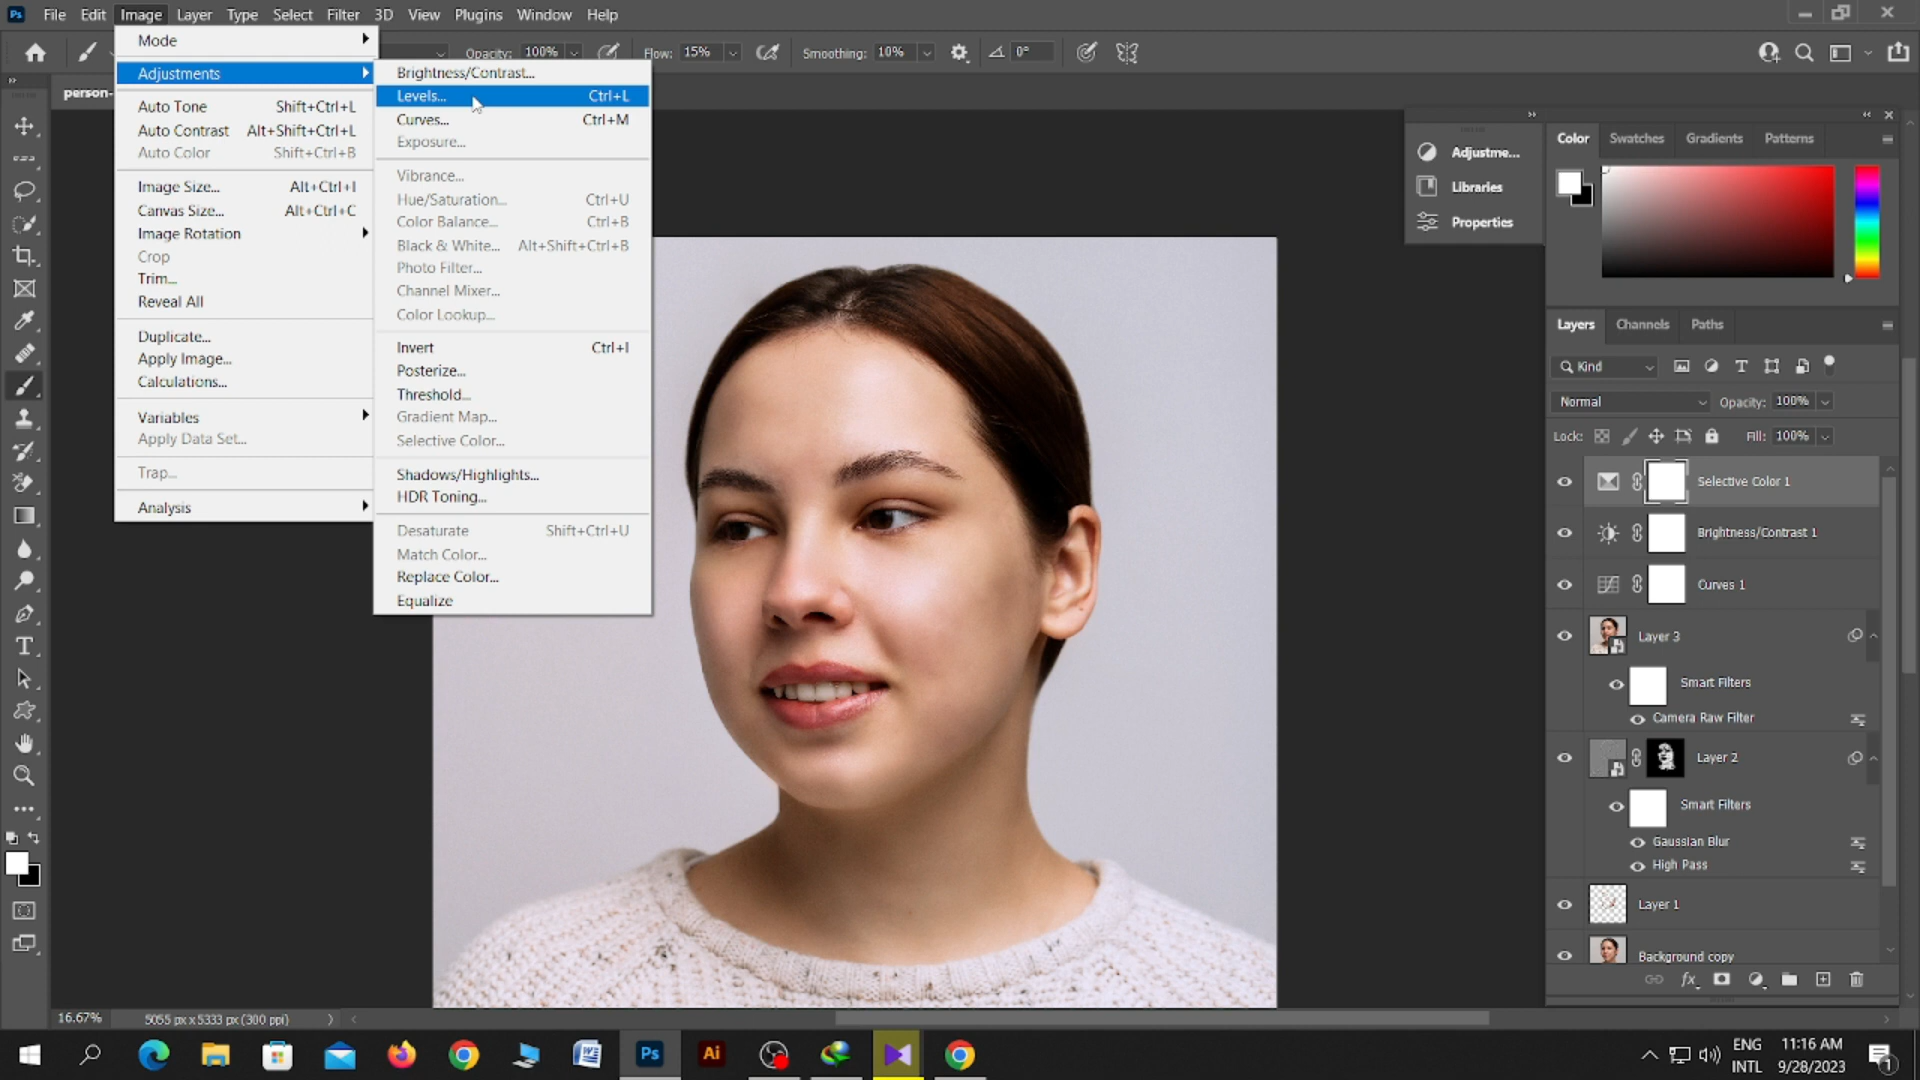 Ps File Edit Image Layer Type Select Filter 3D View Plugins Window Help
Opacity: 100% Flow: 15% Smoothing: 10% 0°
person-
Mode
Adjustments
Auto Tone Shift+Ctrl+L
Auto Contrast Alt+Shift+Ctrl+L
Auto Color Shift+Ctrl+B
Image Size... Alt+Ctrl+I
Canvas Size... Alt+Ctrl+C
Image Rotation
Crop
Trim...
Reveal All
Duplicate...
Apply Image...
Calculations...
Variables
Apply Data Set...
Trap...
Analysis
Brightness/Contrast...
Levels... Ctrl+L
Curves... Ctrl+M
Exposure...
Vibrance...
Hue/Saturation... Ctrl+U
Color Balance... Ctrl+B
Black & White... Alt+Shift+Ctrl+B
Photo Filter...
Channel Mixer...
Color Lookup...
Invert Ctrl+I
Posterize...
Threshold...
Gradient Map...
Selective Color...
Shadows/Highlights...
HDR Toning...
Desaturate Shift+Ctrl+U
Match Color...
Replace Color...
Equalize
Adjustme...
Libraries
Properties
Color Swatches Gradients Patterns
Layers Channels Paths
Kind
Normal Opacity: 100%
Lock: Fill: 100%
Selective Color 1
Brightness/Contrast 1
Curves 1
Layer 3
Smart Filters
Camera Raw Filter
Layer 2
Smart Filters
Gaussian Blur
High Pass
Layer 1
Background copy
fx
16.67% 5055 px x 5333 px (300 ppi)
Ps Ai
ENG
INTL
11:16 AM
9/28/2023
1